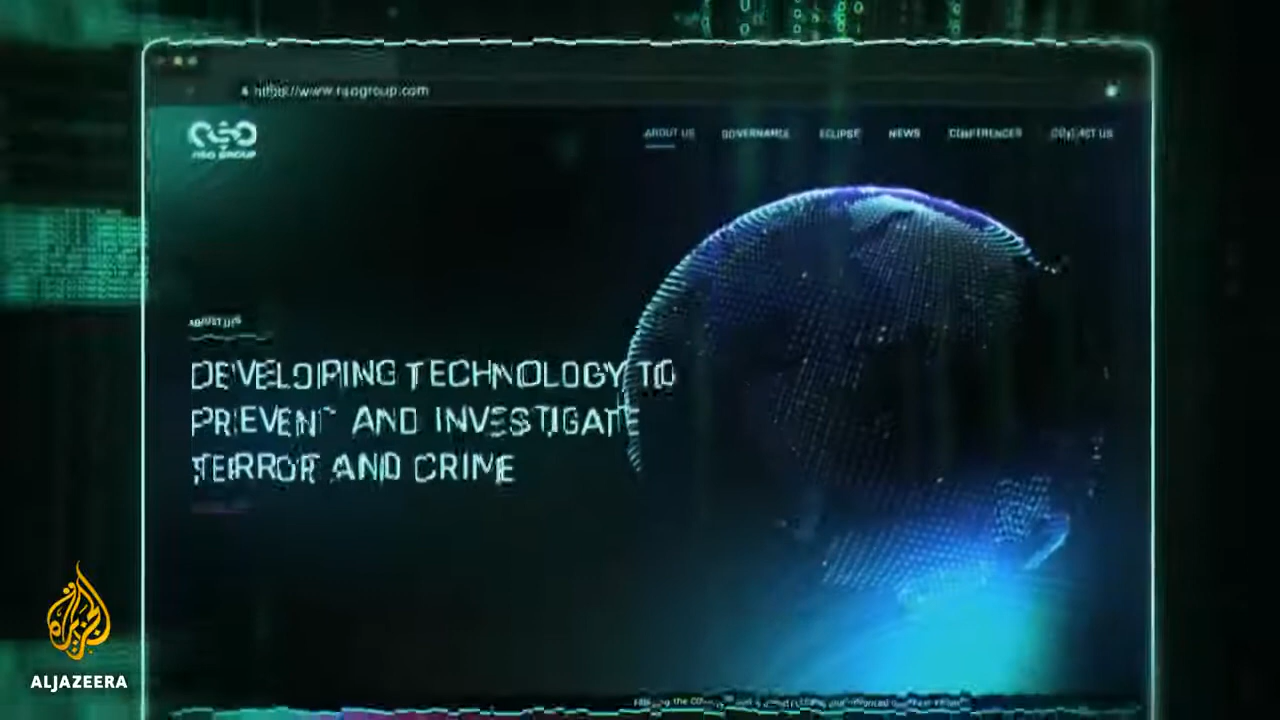 https://www.nsogroup.com
NSO GROUP
ABOUT US GOVERNANCE ECLIPSE NEWS CONFERENCES CONTACT US
ABOUT US
DEVELOPING TECHNOLOGY TO
PREVENT AND INVESTIGATE
TERROR AND CRIME
الجزيرة
ALJAZEERA